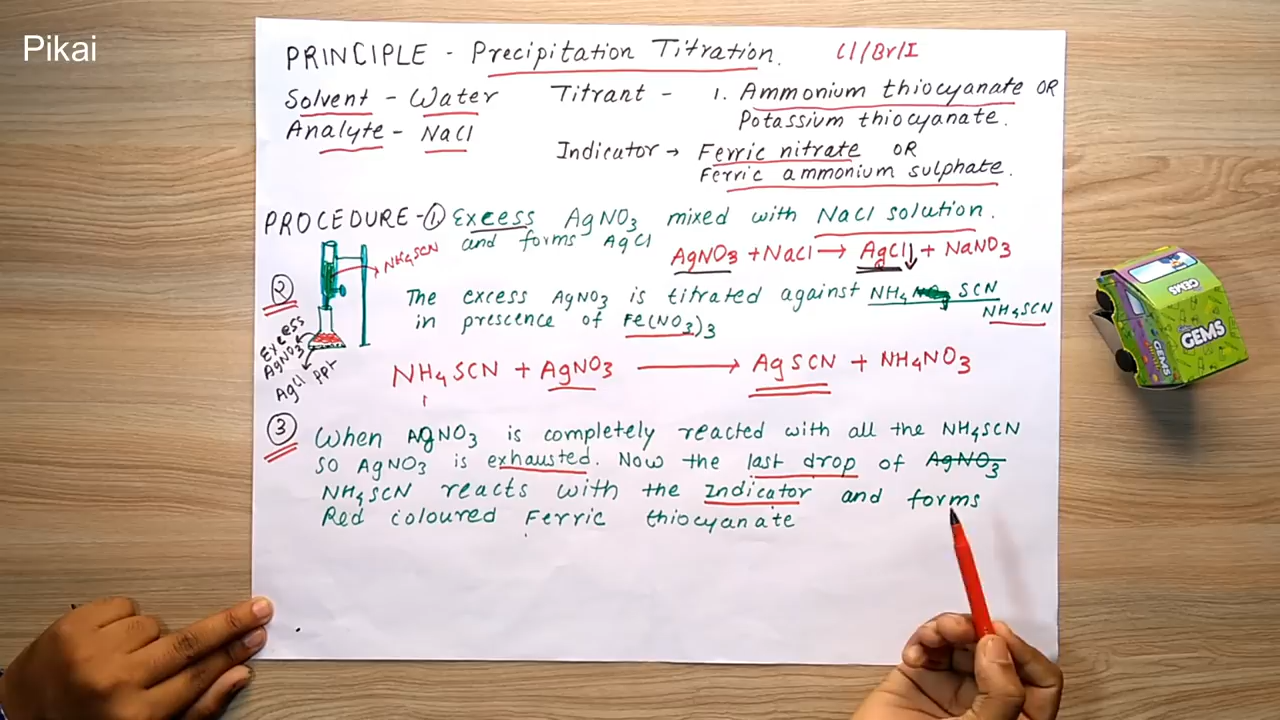 Pikai
PRINCIPLE - Precipitation Titration. Cl/Br/I
Solvent - Water Titrant - 1. Ammonium thiocyanate OR
Potassium thiocyanate.
Analyte - NaCl
Indicator → Ferric nitrate OR
Ferric ammonium sulphate.
PROCEDURE - ① Excess AgNO3 mixed with NaCl solution.
and forms AgCl
AgNO3 + NaCl → AgCl↓ + NaNO3
NH4SCN
② The excess AgNO3 is titrated against NH4 SCN
NH4SCN
in prescence of Fe(NO3)3
Excess
AgNO3
AgCl ppt
NH4SCN + AgNO3 → AgSCN + NH4NO3
③ When AgNO3 is completely reacted with all the NH4SCN
so AgNO3 is exhausted. Now the last drop of AgNO3
NH4SCN reacts with the Indicator and forms
Red coloured Ferric thiocyanate
GEMS
GEMS
GEMS